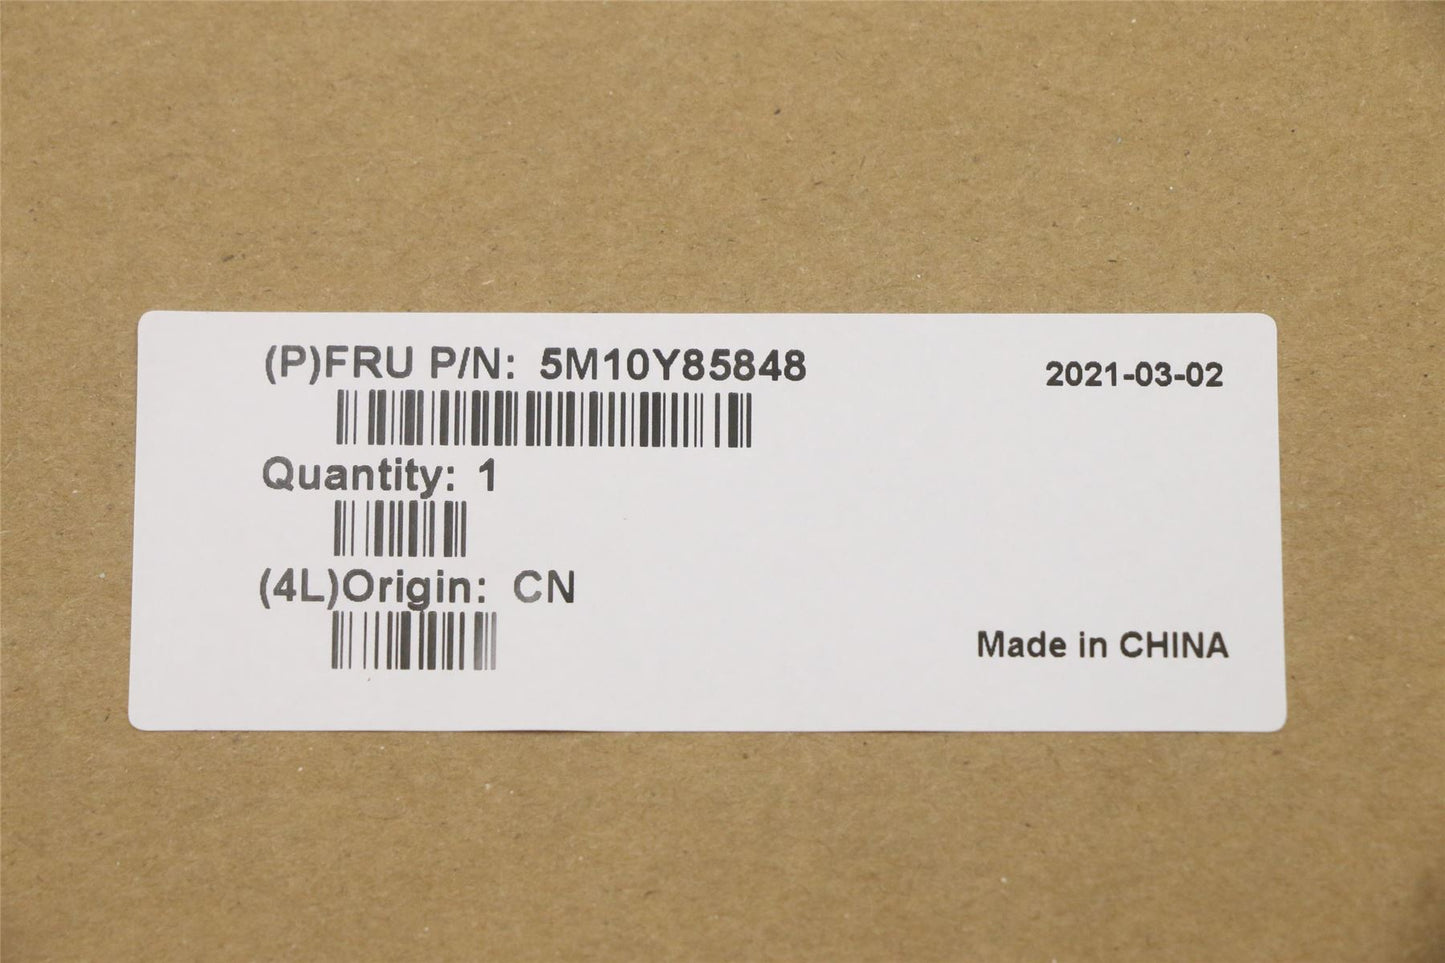 (P)FRU P/N: 5M10Y85848
2021-03-02
Quantity: 1
(4L)Origin: CN
Made in CHINA